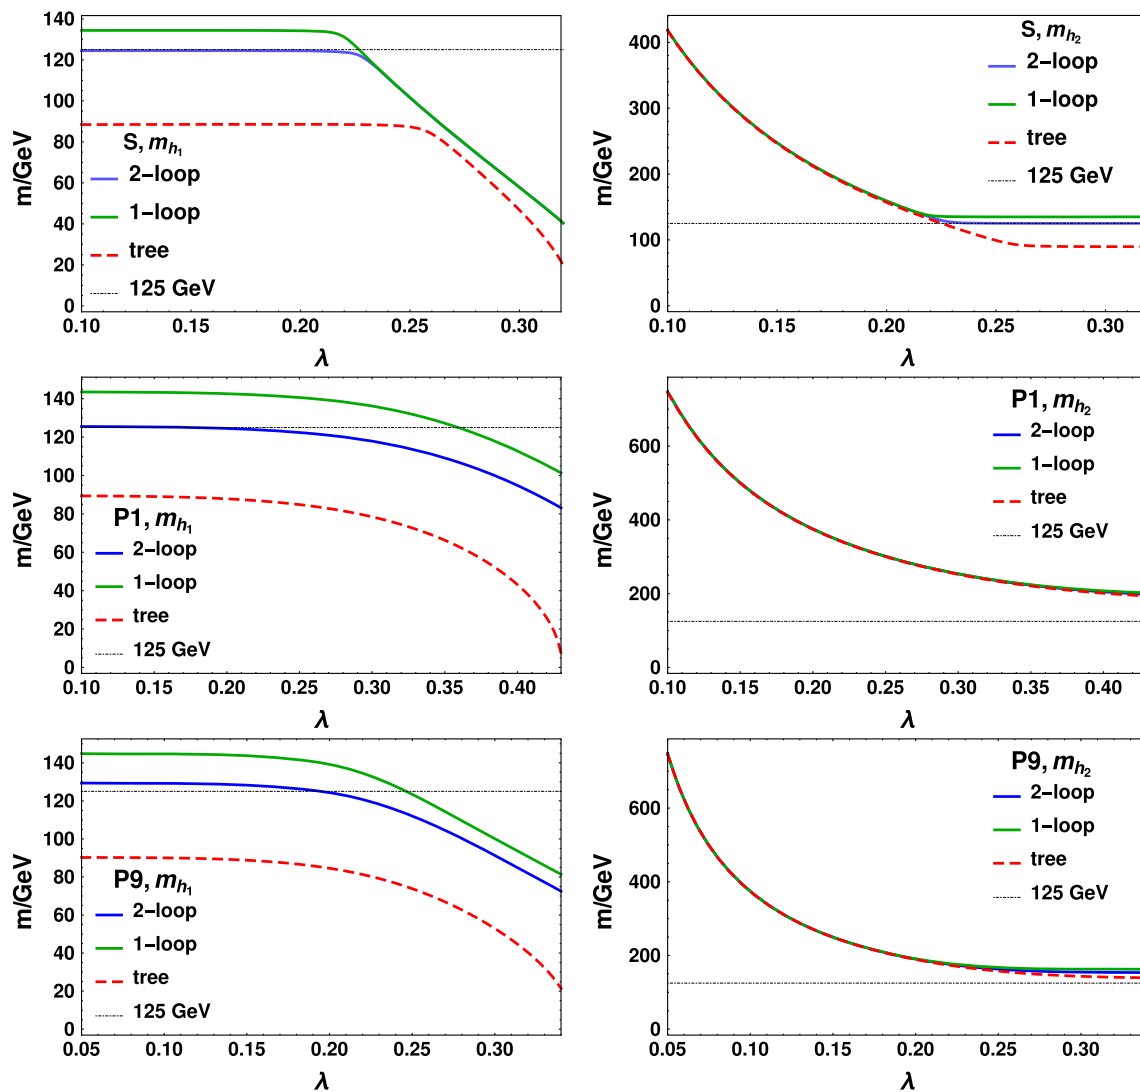 m/GeV
140
120
100
80
60
40
20
0
S, m_{h_1}
2−loop
1−loop
tree
125 GeV
0.10 0.15 0.20 0.25 0.30
λ
m/GeV
400
300
200
100
0
S, m_{h_2}
2−loop
1−loop
tree
125 GeV
0.10 0.15 0.20 0.25 0.30
λ
m/GeV
140
120
100
80
60
40
20
0
P1, m_{h_1}
2−loop
1−loop
tree
125 GeV
0.10 0.15 0.20 0.25 0.30 0.35 0.40
λ
m/GeV
600
400
200
0
P1, m_{h_2}
2−loop
1−loop
tree
125 GeV
0.10 0.15 0.20 0.25 0.30 0.35 0.40
λ
m/GeV
140
120
100
80
60
40
20
0
P9, m_{h_1}
2−loop
1−loop
tree
125 GeV
0.05 0.10 0.15 0.20 0.25 0.30
λ
m/GeV
600
400
200
0
P9, m_{h_2}
2−loop
1−loop
tree
125 GeV
0.05 0.10 0.15 0.20 0.25 0.30
λ